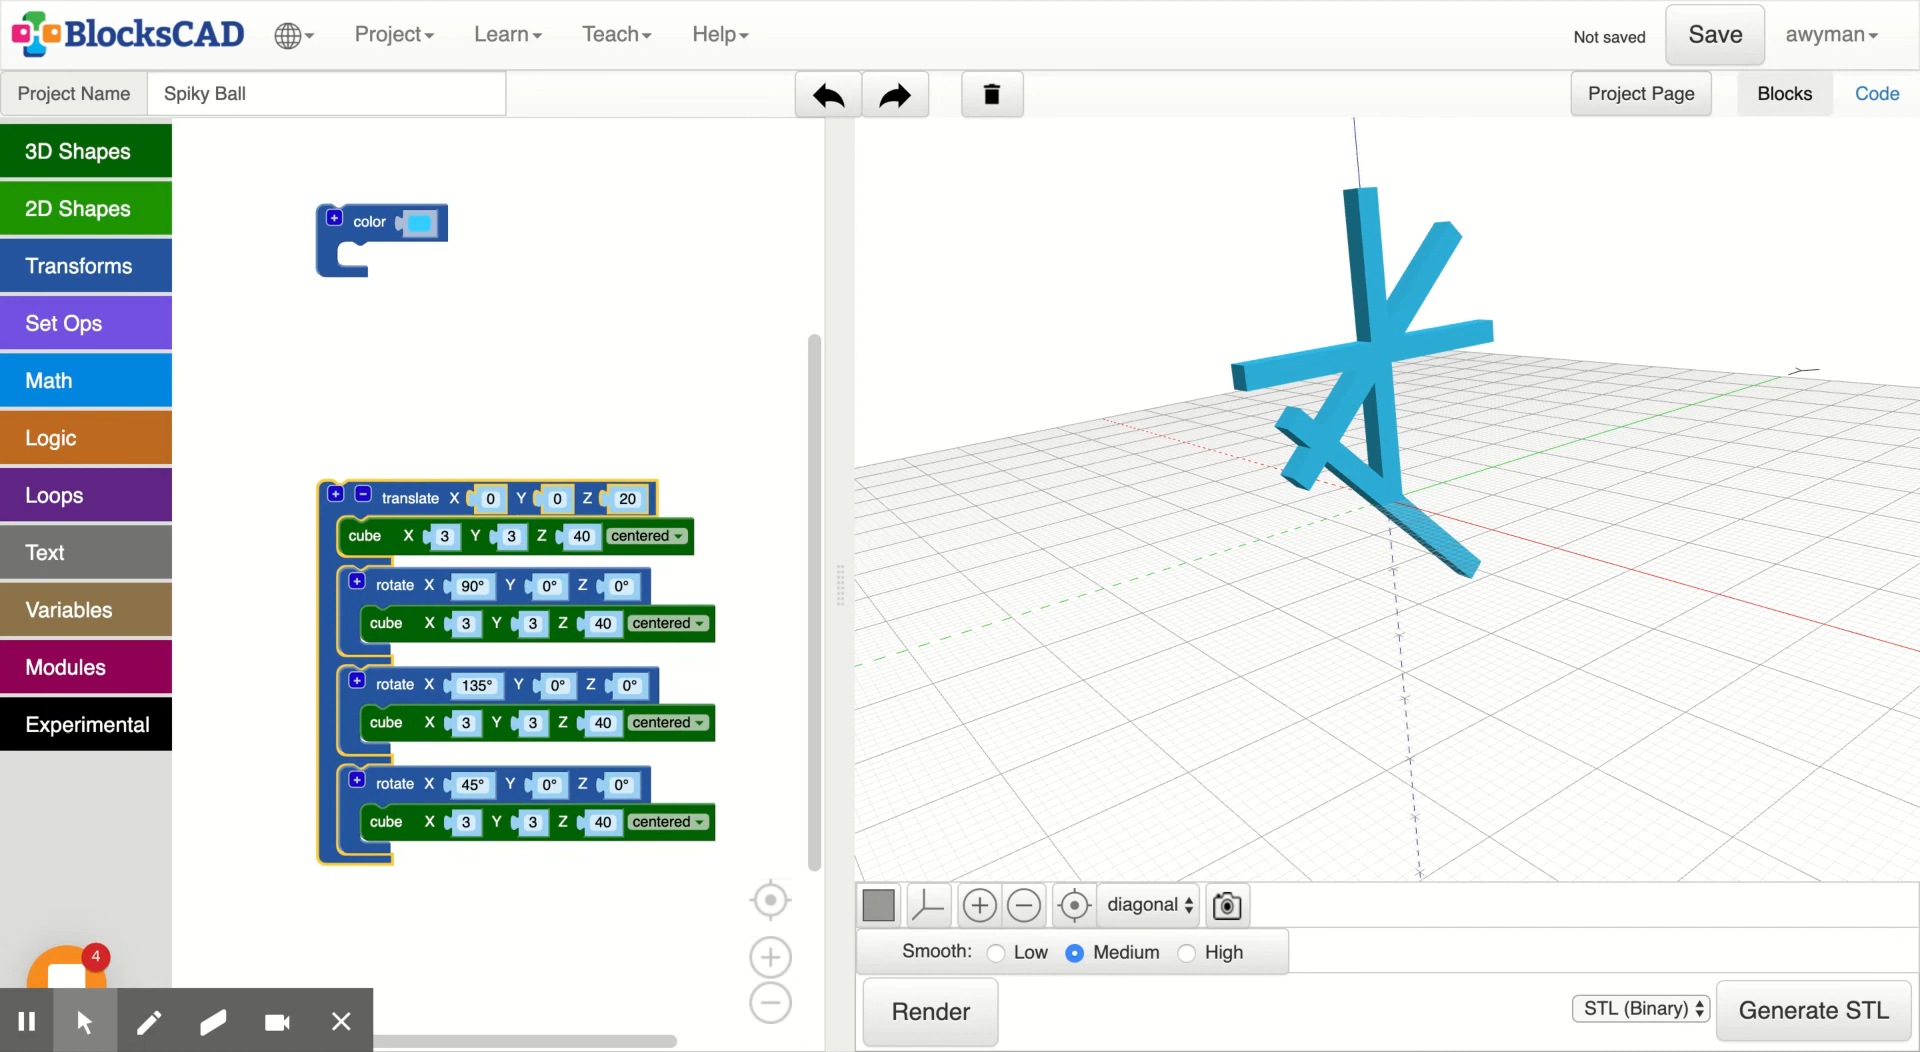 BlocksCAD Project Learn Teach Help Not saved Save awyman
Project Name Spiky Ball Project Page Blocks Code
3D Shapes
2D Shapes
Transforms
Set Ops
Math
Logic
Loops
Text
Variables
Modules
Experimental
4
+ color
+ - translate X 0 Y 0 Z 20
cube X 3 Y 3 Z 40 centered
+ rotate X 90° Y 0° Z 0°
cube X 3 Y 3 Z 40 centered
+ rotate X 135° Y 0° Z 0°
cube X 3 Y 3 Z 40 centered
+ rotate X 45° Y 0° Z 0°
cube X 3 Y 3 Z 40 centered
Y
diagonal
Smooth: Low Medium High
Render STL (Binary) Generate STL